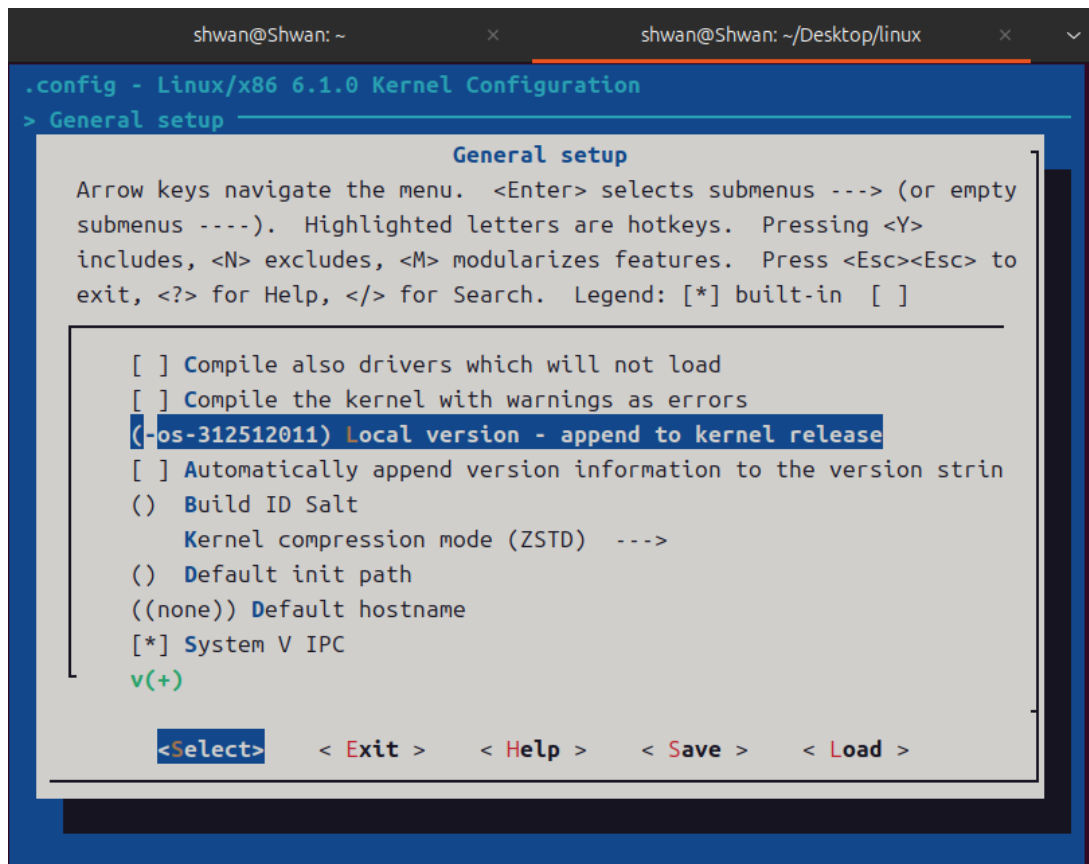 shwan@Shwan: ~ × shwan@Shwan: ~/Desktop/linux ×
.config - Linux/x86 6.1.0 Kernel Configuration
> General setup
General setup
Arrow keys navigate the menu.  <Enter> selects submenus ---> (or empty
submenus ----).  Highlighted letters are hotkeys.  Pressing <Y>
includes, <N> excludes, <M> modularizes features.  Press <Esc><Esc> to
exit, <?> for Help, </> for Search.  Legend: [*] built-in  [ ]
[ ] Compile also drivers which will not load
[ ] Compile the kernel with warnings as errors
(-os-312512011) Local version - append to kernel release
[ ] Automatically append version information to the version strin
()  Build ID Salt
Kernel compression mode (ZSTD)  --->
()  Default init path
((none)) Default hostname
[*] System V IPC
v(+)
<Select>    < Exit >    < Help >    < Save >    < Load >